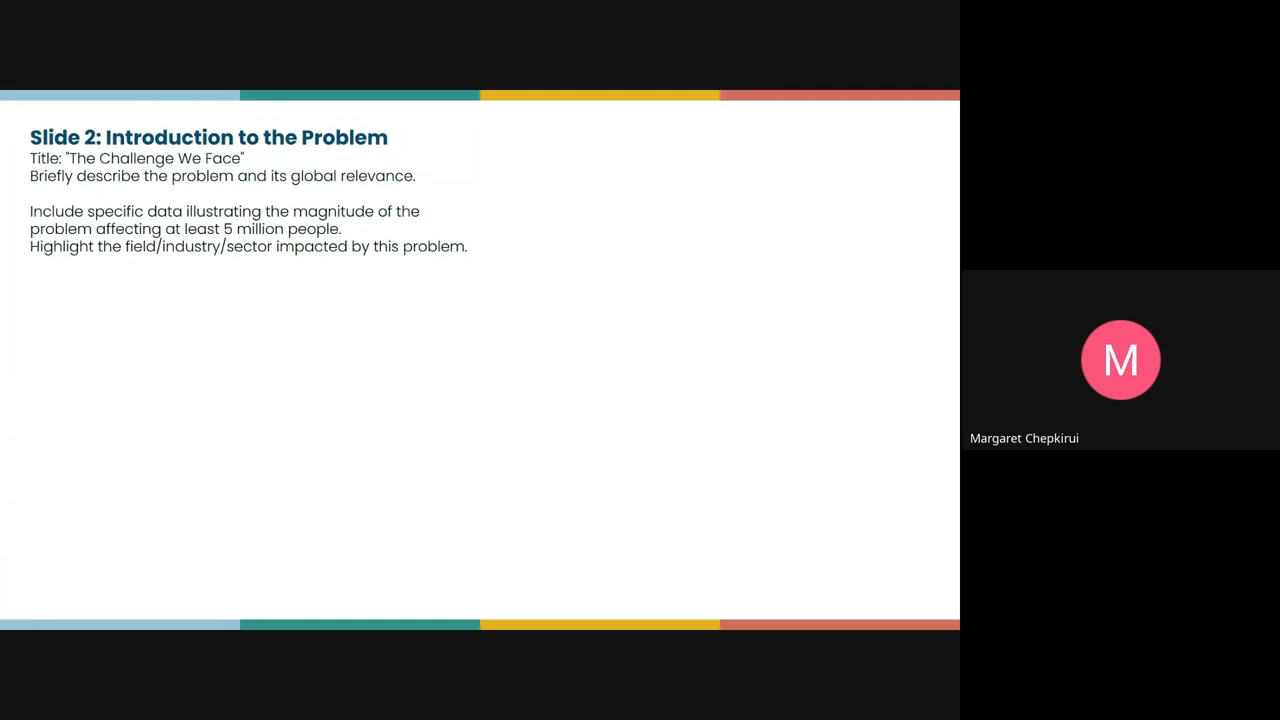 Slide 2: Introduction to the Problem
Title: "The Challenge We Face"
Briefly describe the problem and its global relevance.
Include specific data illustrating the magnitude of the
problem affecting at least 5 million people.
Highlight the field/industry/sector impacted by this problem.
M
Margaret Chepkirui